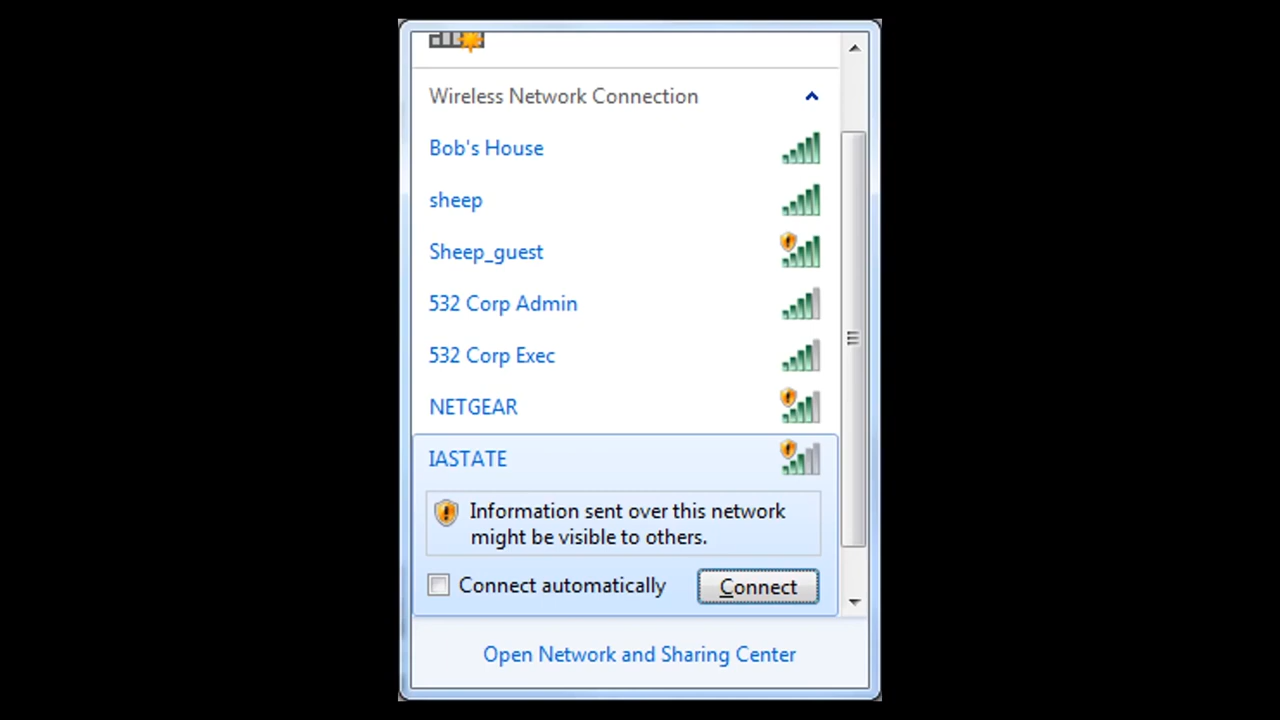 Wireless Network Connection
Bob's House
sheep
Sheep_guest
532 Corp Admin
532 Corp Exec
NETGEAR
IASTATE
Information sent over this network
might be visible to others.
Connect automatically Connect
Open Network and Sharing Center